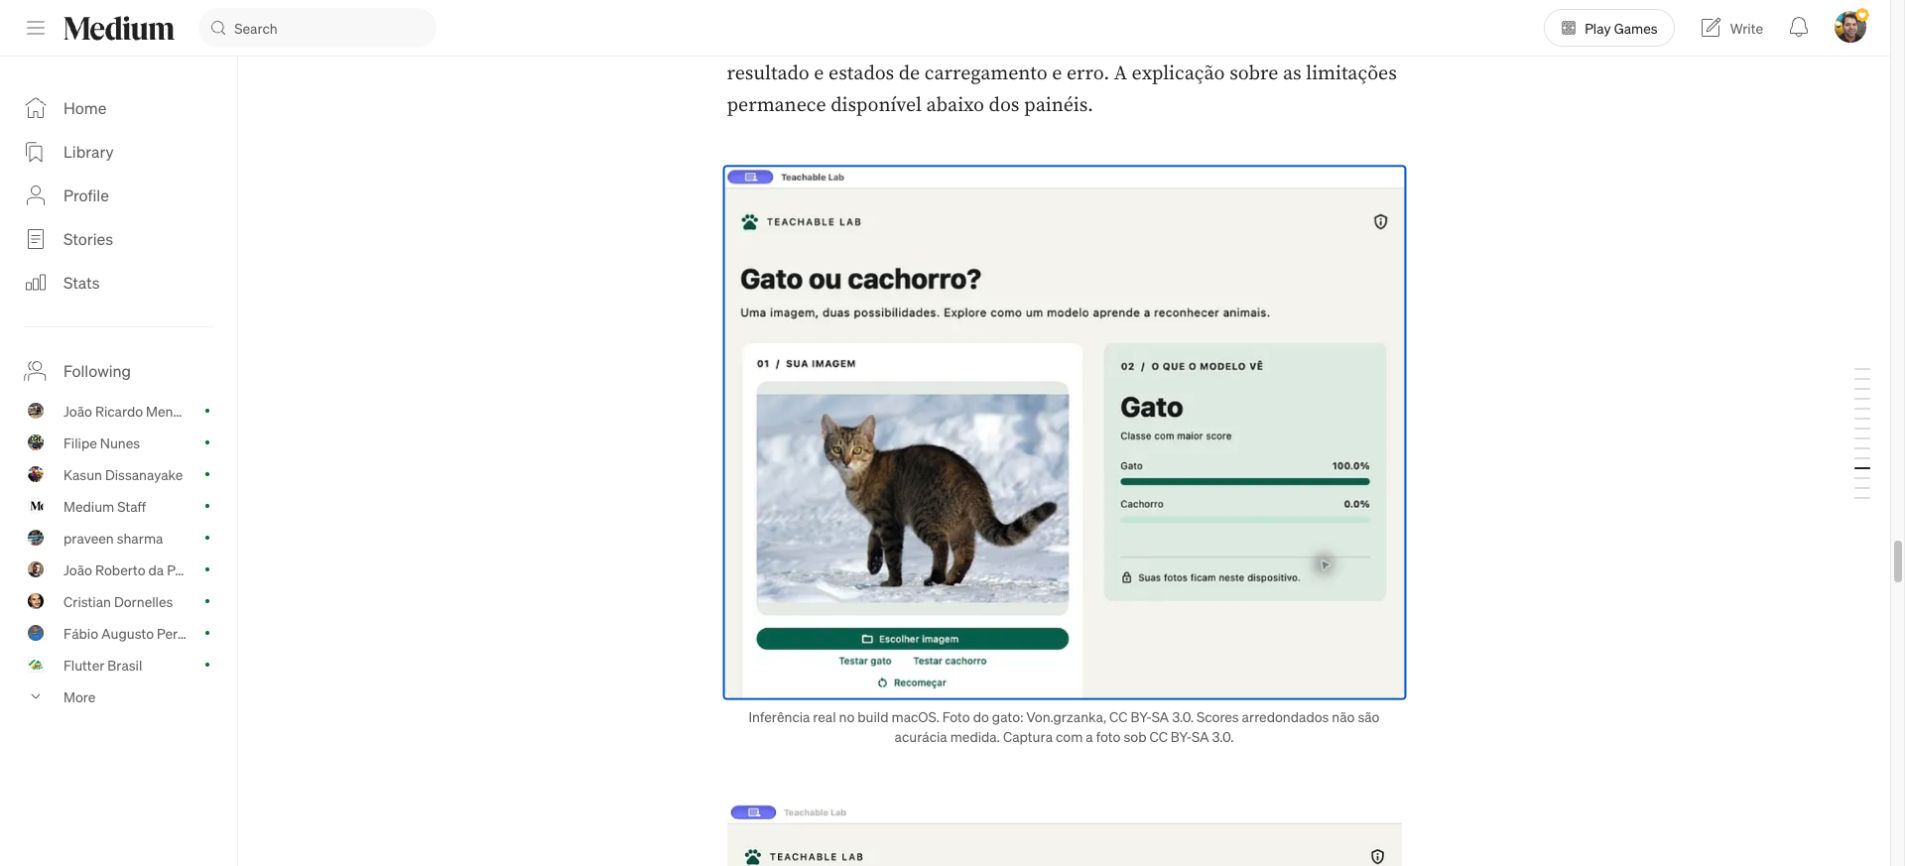 Medium
Search
Play Games
Write
Home
Library
Profile
Stories
Stats
Following
João Ricardo Men...
Filipe Nunes
Kasun Dissanayake
Medium Staff
praveen sharma
João Roberto da P...
Cristian Dornelles
Fábio Augusto Per...
Flutter Brasil
More
resultado e estados de carregamento e erro. A explicação sobre as limitações
permanece disponível abaixo dos painéis.
Teachable Lab
TEACHABLE LAB
Gato ou cachorro?
Uma imagem, duas possibilidades. Explore como um modelo aprende a reconhecer animais.
01 / SUA IMAGEM
Escolher imagem
Testar gato Testar cachorro
Recomeçar
02 / O QUE O MODELO VÊ
Gato
Classe com maior score
Gato 100.0%
Cachorro 0.0%
Suas fotos ficam neste dispositivo.
Inferência real no build macOS. Foto do gato: Von.grzanka, CC BY-SA 3.0. Scores arredondados não são
acurácia medida. Captura com a foto sob CC BY-SA 3.0.
Teachable Lab
TEACHABLE LAB